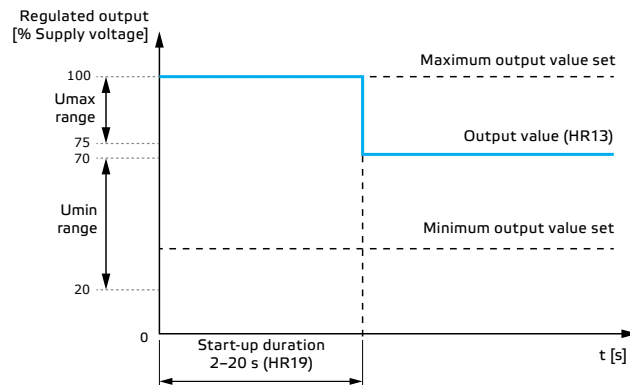 Regulated output
[% Supply voltage]
Maximum output value set
100
Umax
range
75
Output value (HR13)
70
Umin
range
Minimum output value set
20
0
Start-up duration
2–20 s (HR19)
t [s]